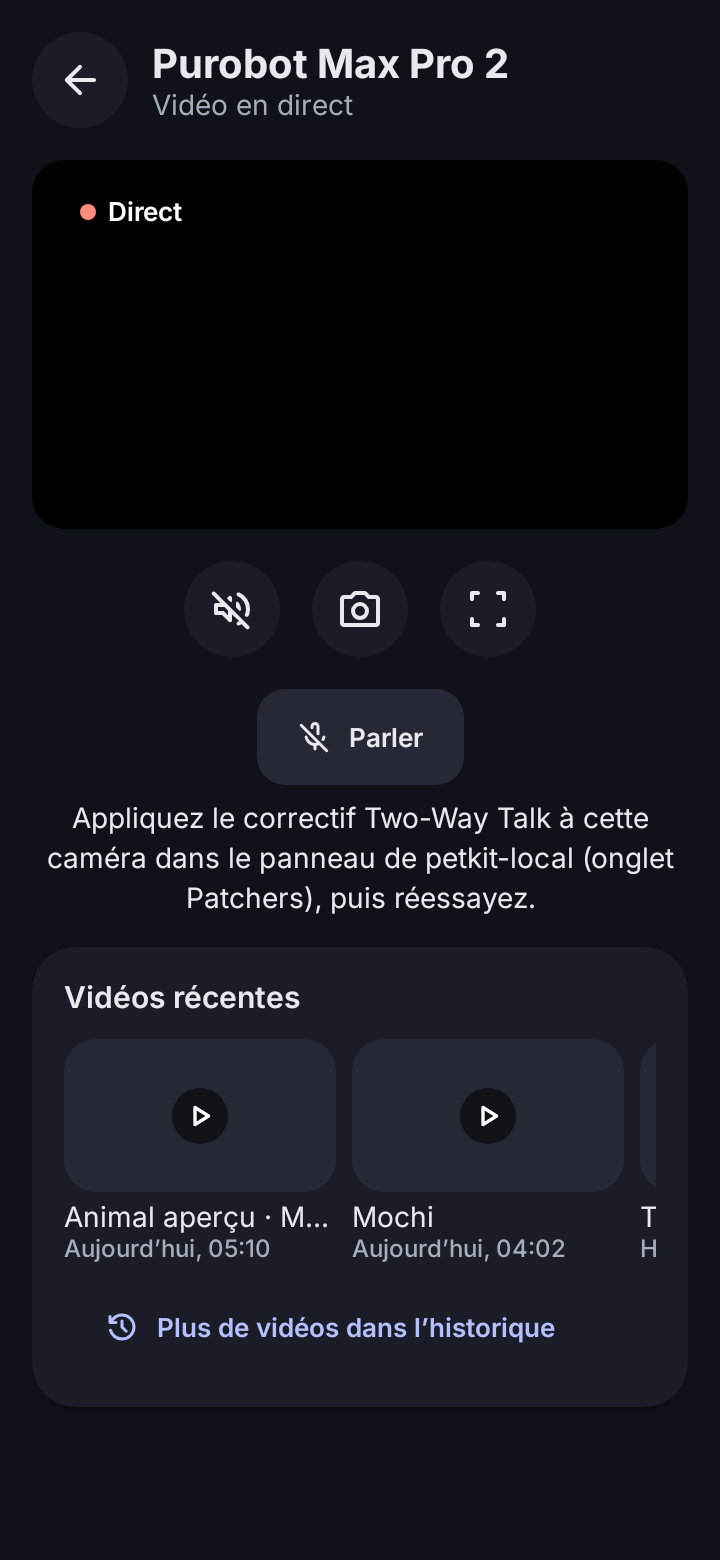 Purobot Max Pro 2
Vidéo en direct
Direct
Parler
Appliquez le correctif Two-Way Talk à cette
caméra dans le panneau de petkit-local (onglet
Patchers), puis réessayez.
Vidéos récentes
Animal aperçu · M…
Aujourd’hui, 05:10
Mochi
Aujourd’hui, 04:02
T
H
Plus de vidéos dans l’historique